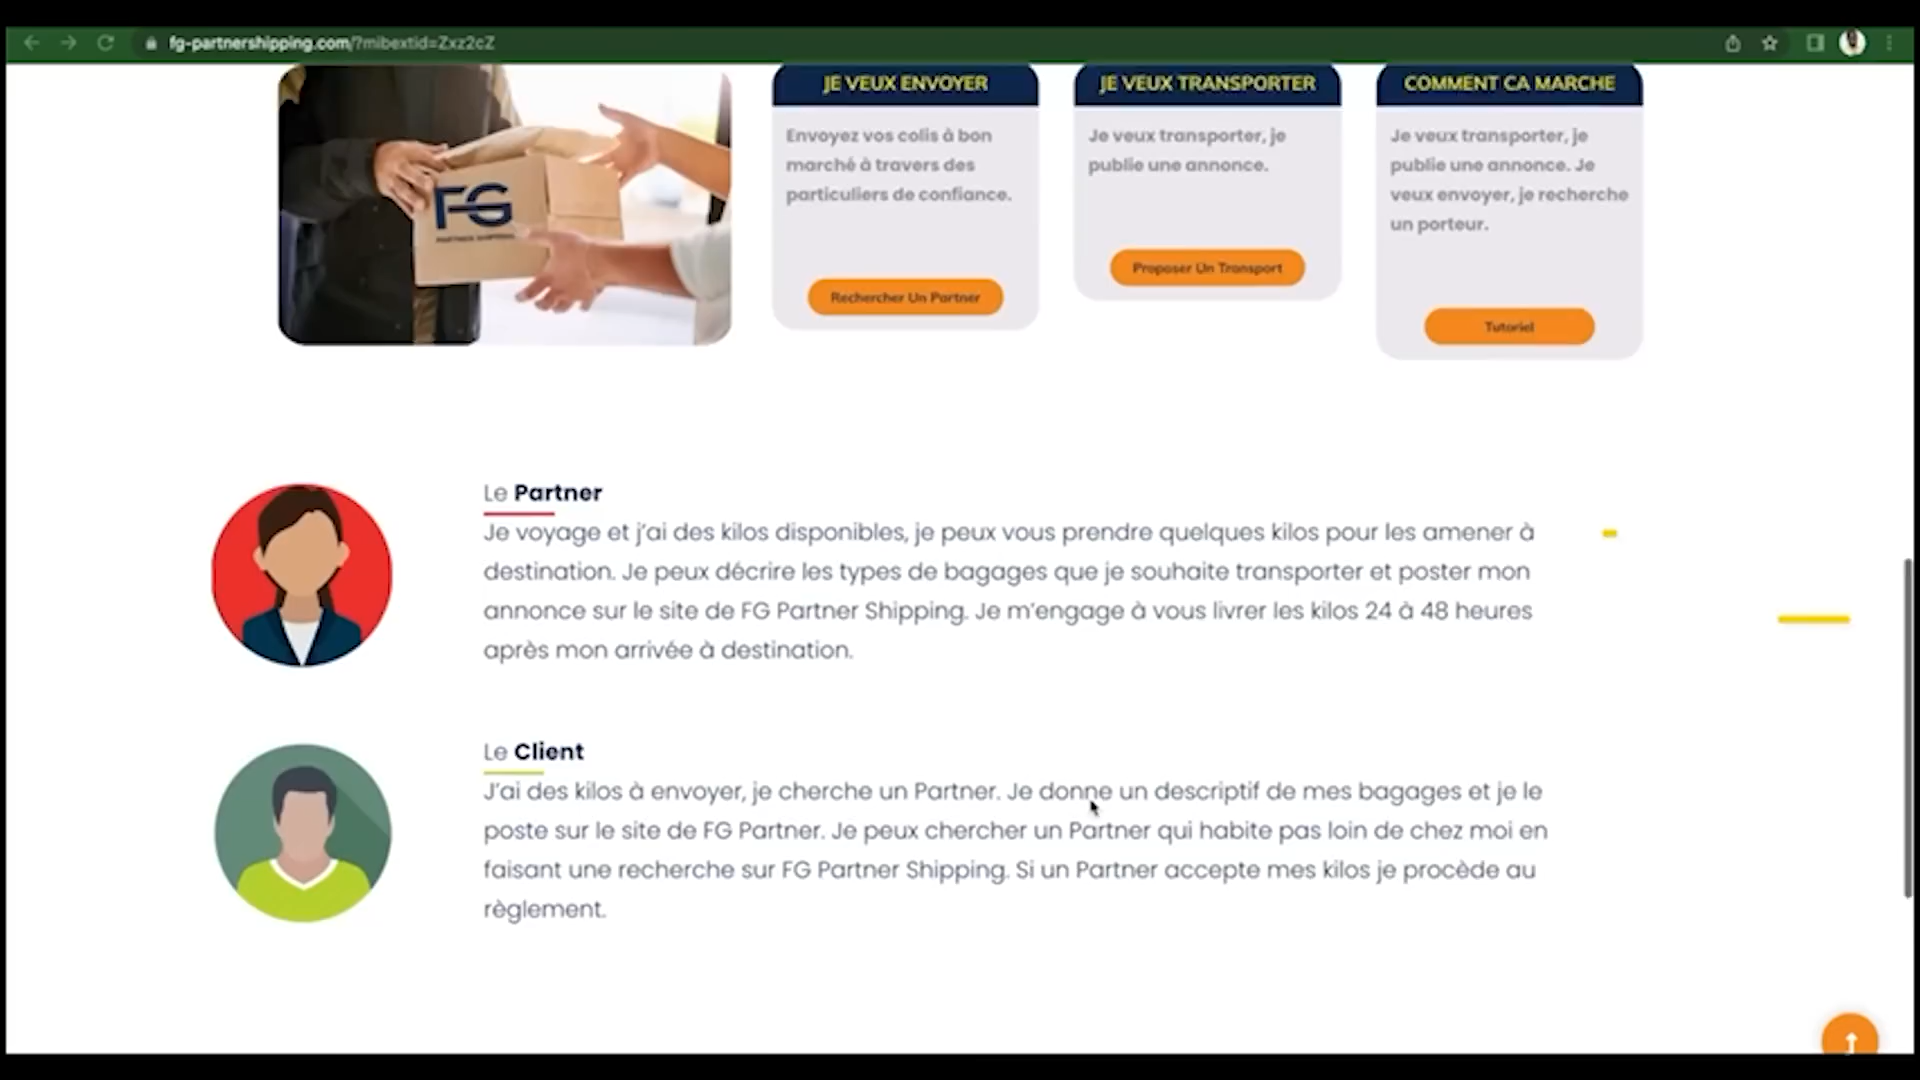 fg-partnershipping.com/?mibextid=Zxz2cZ
FG
PARTNER SHIPPING
JE VEUX ENVOYER
Envoyez vos colis à bon
marché à travers des
particuliers de confiance.
Rechercher Un Partner
JE VEUX TRANSPORTER
Je veux transporter, je
publie une annonce.
Proposer Un Transport
COMMENT CA MARCHE
Je veux transporter, je
publie une annonce. Je
veux envoyer, je recherche
un porteur.
Tutoriel
Le Partner
Je voyage et j'ai des kilos disponibles, je peux vous prendre quelques kilos pour les amener à
destination. Je peux décrire les types de bagages que je souhaite transporter et poster mon
annonce sur le site de FG Partner Shipping. Je m'engage à vous livrer les kilos 24 à 48 heures
après mon arrivée à destination.
Le Client
J'ai des kilos à envoyer, je cherche un Partner. Je donne un descriptif de mes bagages et je le
poste sur le site de FG Partner. Je peux chercher un Partner qui habite pas loin de chez moi en
faisant une recherche sur FG Partner Shipping. Si un Partner accepte mes kilos je procède au
règlement.